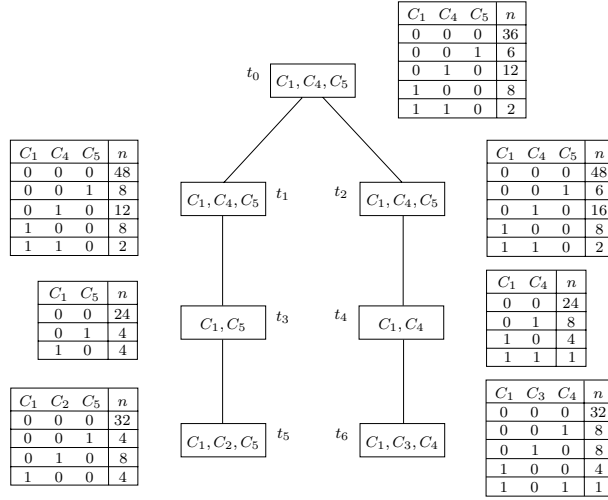 C1 C4 C5 n
0 0 0 36
0 0 1 6
0 1 0 12
1 0 0 8
1 1 0 2
t0
C1, C4, C5
C1 C4 C5 n
0 0 0 48
0 0 1 8
0 1 0 12
1 0 0 8
1 1 0 2
C1, C4, C5
t1
t2
C1, C4, C5
C1 C4 C5 n
0 0 0 48
0 0 1 6
0 1 0 16
1 0 0 8
1 1 0 2
C1 C5 n
0 0 24
0 1 4
1 0 4
C1, C5
t3
t4
C1, C4
C1 C4 n
0 0 24
0 1 8
1 0 4
1 1 1
C1 C2 C5 n
0 0 0 32
0 0 1 4
0 1 0 8
1 0 0 4
C1, C2, C5
t5
t6
C1, C3, C4
C1 C3 C4 n
0 0 0 32
0 0 1 8
0 1 0 8
1 0 0 4
1 0 1 1